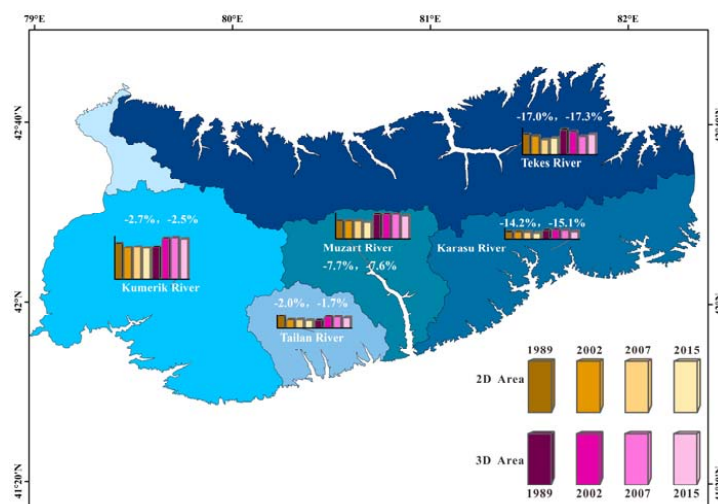 79°E 80°E 81°E 82°E
42°40'N
-17.0%, -17.3%
Tekes River
-2.7%, -2.5%
Kumerik River
Muzart River
-7.7%, -7.6%
Karasu River
-14.2%, -15.1%
42°N 42°N
-2.0%, -1.7%
Tailan River
1989 2002 2007 2015
2D Area
3D Area
1989 2002 2007 2015
41°20'N